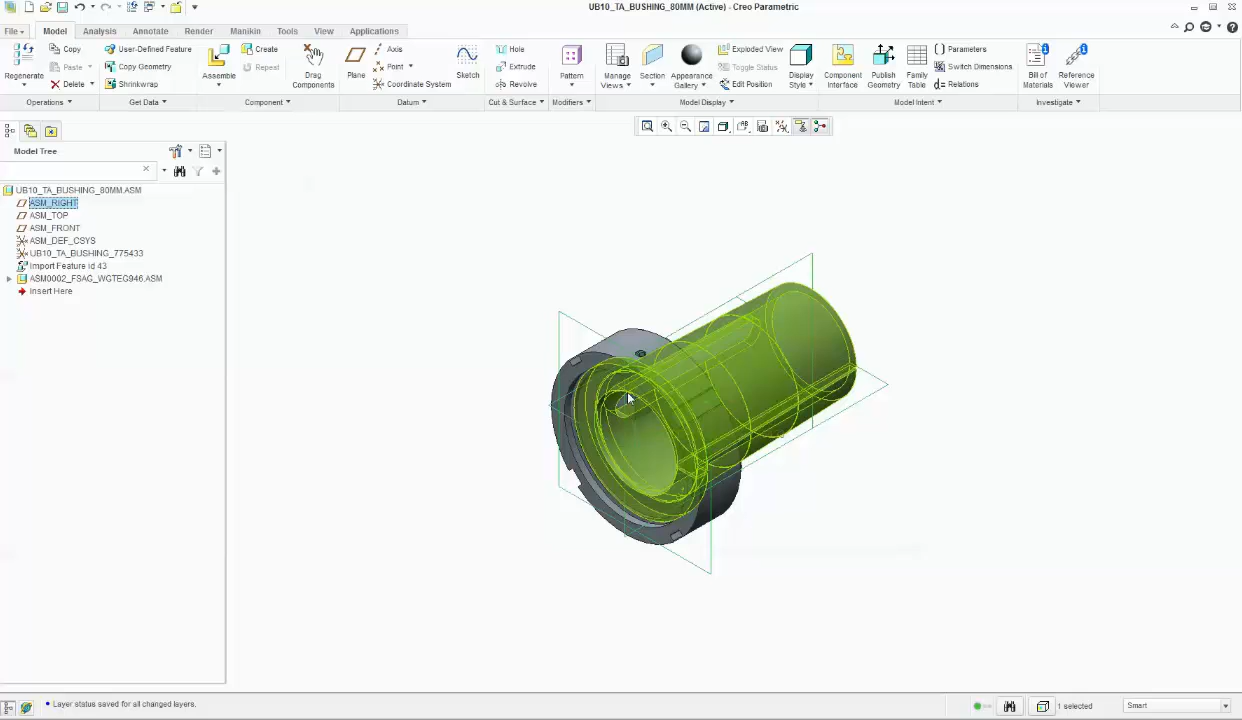 UB10_TA_BUSHING_80MM (Active) - Creo Parametric
File Model Analysis Annotate Render Manikin Tools View Applications
Regenerate
Copy
Paste
Delete
Operations
User-Defined Feature
Copy Geometry
Shrinkwrap
Get Data
Assemble
Create
Repeat
Drag
Components
Component
Plane
Axis
Point
Coordinate System
Sketch
Datum
Hole
Extrude
Revolve
Cut & Surface
Pattern
Modifiers
Manage
Views
Section
Appearance
Gallery
Exploded View
Toggle Status
Edit Position
Display
Style
Model Display
Component
Interface
Publish
Geometry
Family
Table
Parameters
Switch Dimensions
Relations
Model Intent
Bill of
Materials
Reference
Viewer
Investigate
Model Tree
UB10_TA_BUSHING_80MM.ASM
ASM_RIGHT
ASM_TOP
ASM_FRONT
ASM_DEF_CSYS
UB10_TA_BUSHING_775433
Import Feature id 43
ASM0002_FSAG_WGTEG946.ASM
Insert Here
Layer status saved for all changed layers.
1 selected
Smart